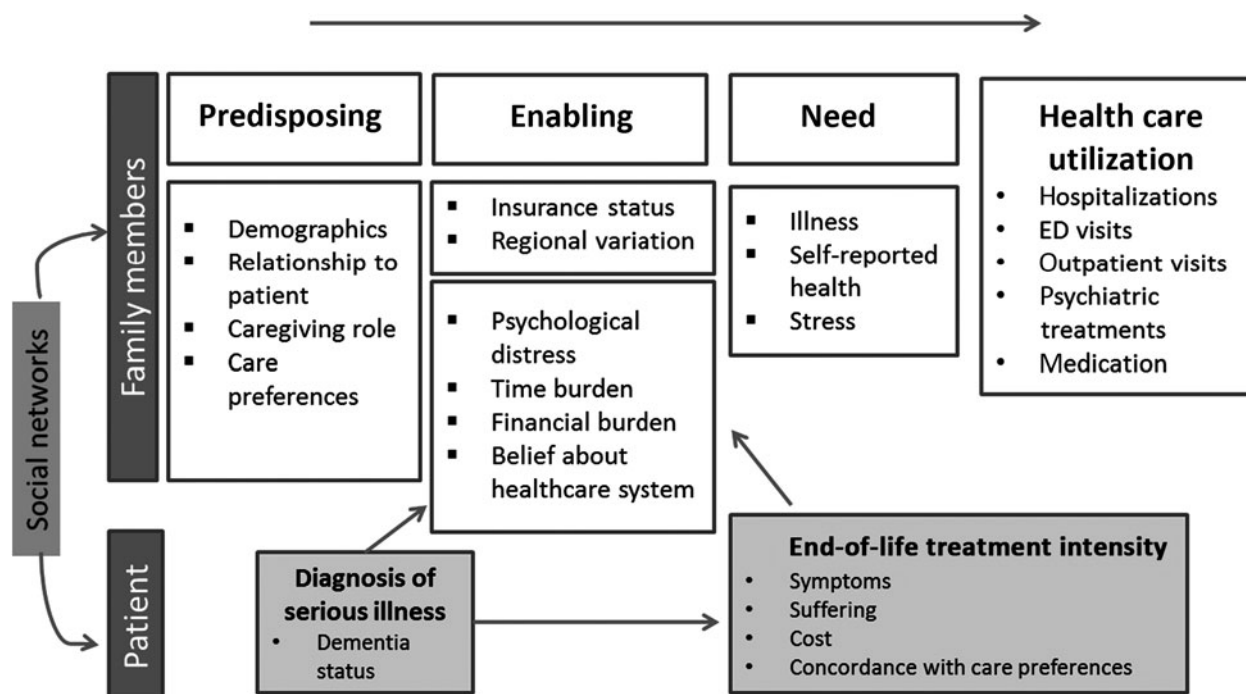 Social networks
Family members
Patient
Predisposing
▪ Demographics
▪ Relationship to
patient
▪ Caregiving role
▪ Care
preferences
Enabling
▪ Insurance status
▪ Regional variation
▪ Psychological
distress
▪ Time burden
▪ Financial burden
▪ Belief about
healthcare system
Need
▪ Illness
▪ Self-reported
health
▪ Stress
Health care
utilization
• Hospitalizations
• ED visits
• Outpatient visits
• Psychiatric
treatments
• Medication
Diagnosis of
serious illness
• Dementia
status
End-of-life treatment intensity
• Symptoms
• Suffering
• Cost
• Concordance with care preferences